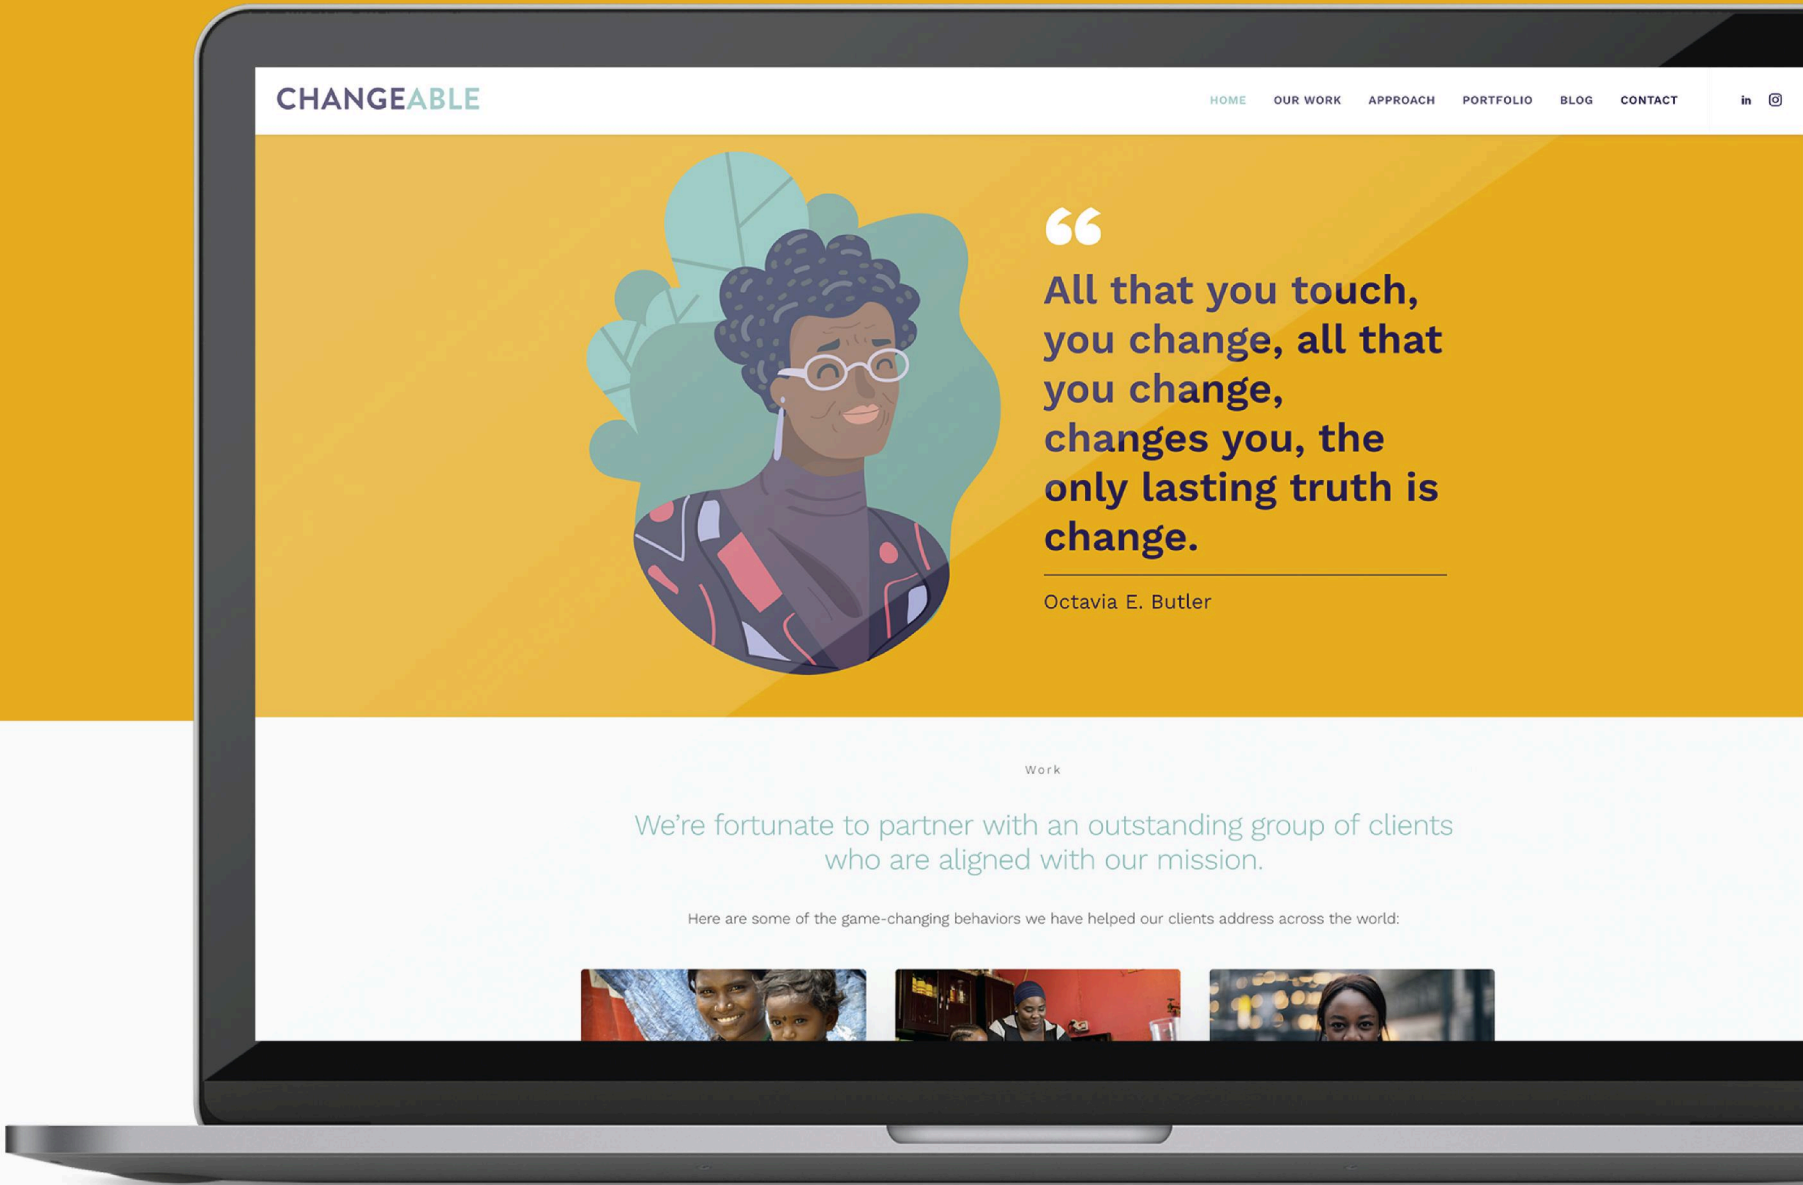 CHANGEABLE
HOME OUR WORK APPROACH PORTFOLIO BLOG CONTACT in
“
All that you touch,
you change, all that
you change,
changes you, the
only lasting truth is
change.
Octavia E. Butler
Work
We’re fortunate to partner with an outstanding group of clients
who are aligned with our mission.
Here are some of the game-changing behaviors we have helped our clients address across the world: